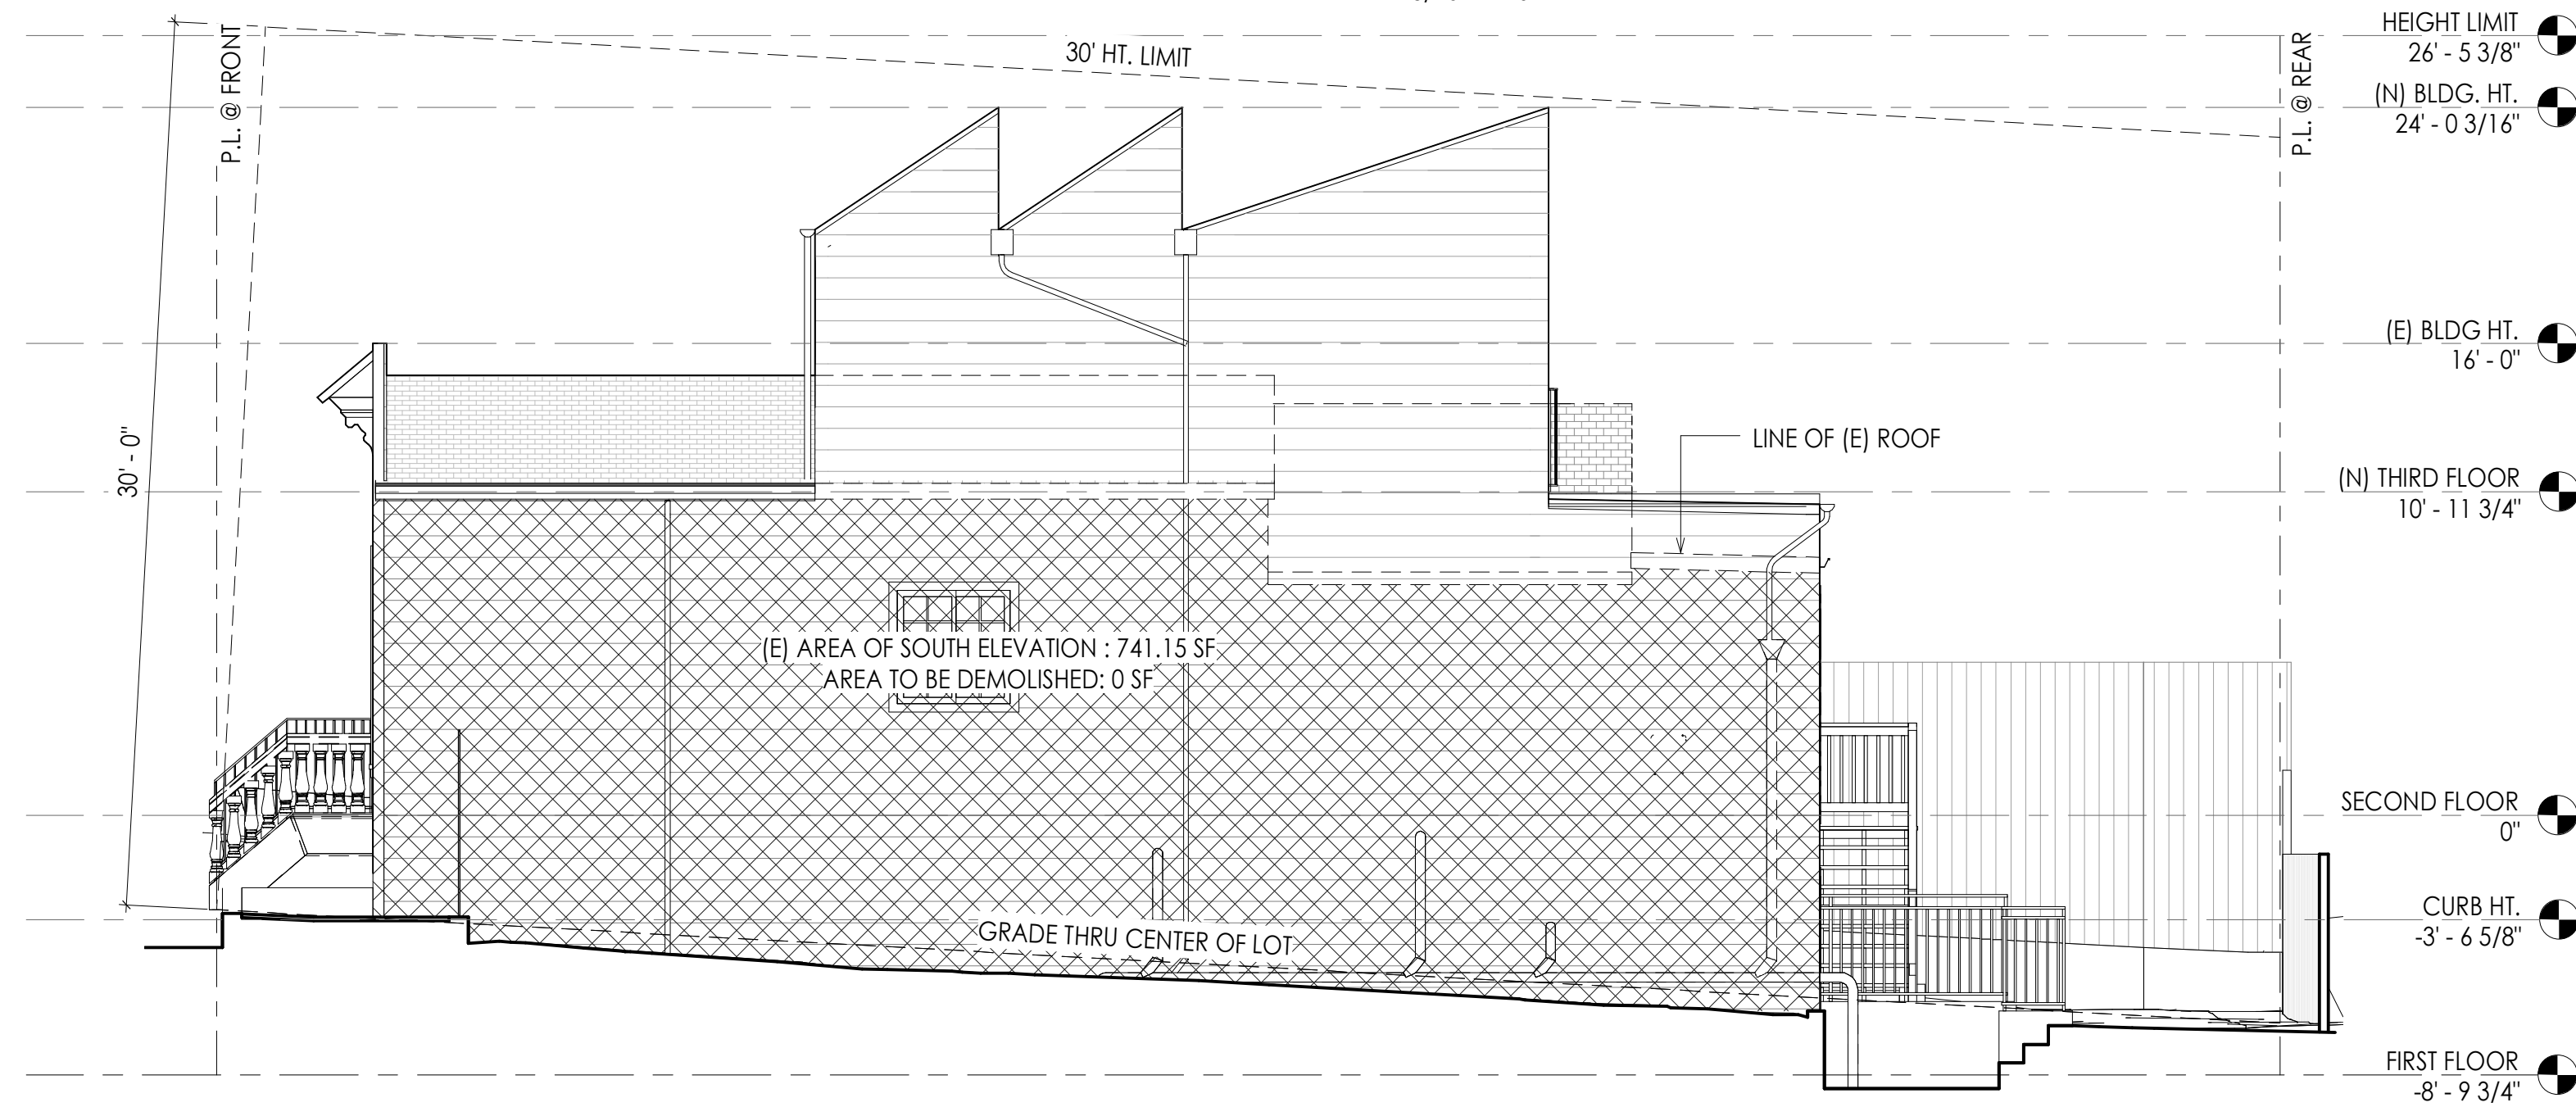 HEIGHT LIMIT
26' - 5 3/8"
30' HT. LIMIT
P.L. @ FRONT
P.L. @ REAR
(N) BLDG. HT.
24' - 0 3/16"
(E) BLDG HT.
16' - 0"
LINE OF (E) ROOF
30' - 0"
(N) THIRD FLOOR
10' - 11 3/4"
(E) AREA OF SOUTH ELEVATION : 741.15 SF
AREA TO BE DEMOLISHED: 0 SF
SECOND FLOOR
0"
CURB HT.
-3' - 6 5/8"
GRADE THRU CENTER OF LOT
FIRST FLOOR
-8' - 9 3/4"